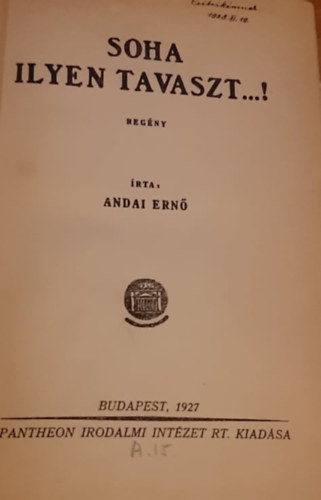 SOHA
ILYEN TAVASZT...!
REGÉNY
ÍRTA:
ANDAI ERNŐ
BUDAPEST, 1927
PANTHEON IRODALMI INTÉZET RT. KIADÁSA
A.15